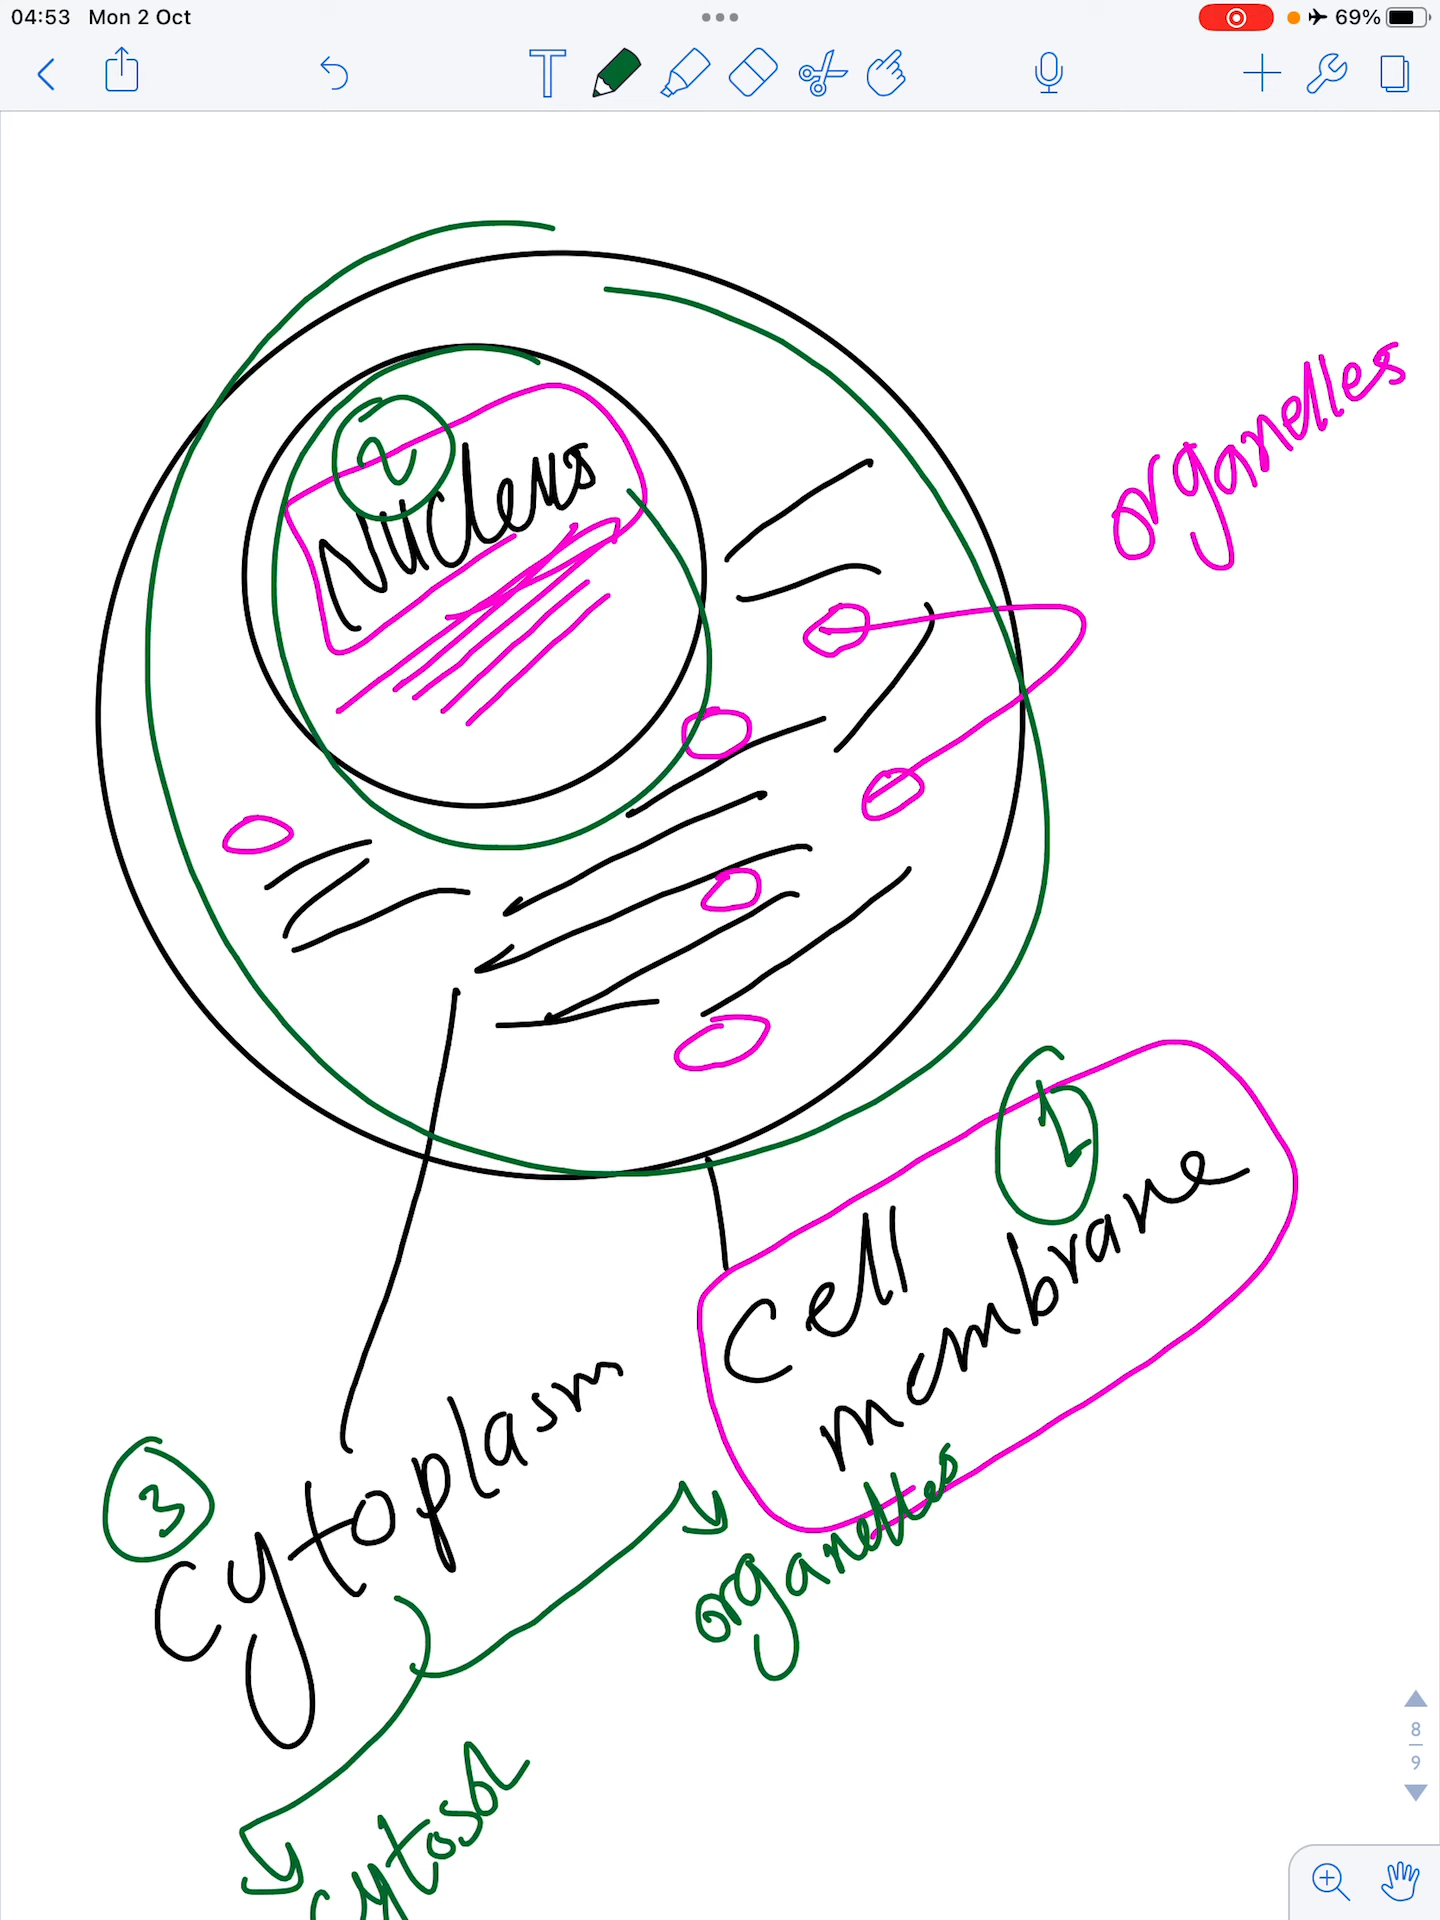 04:53 Mon 2 Oct 69%
T
organelles
2
Nucleus
1
Cell
membrane
3
Cytoplasm
organelles
8
9
cytosol